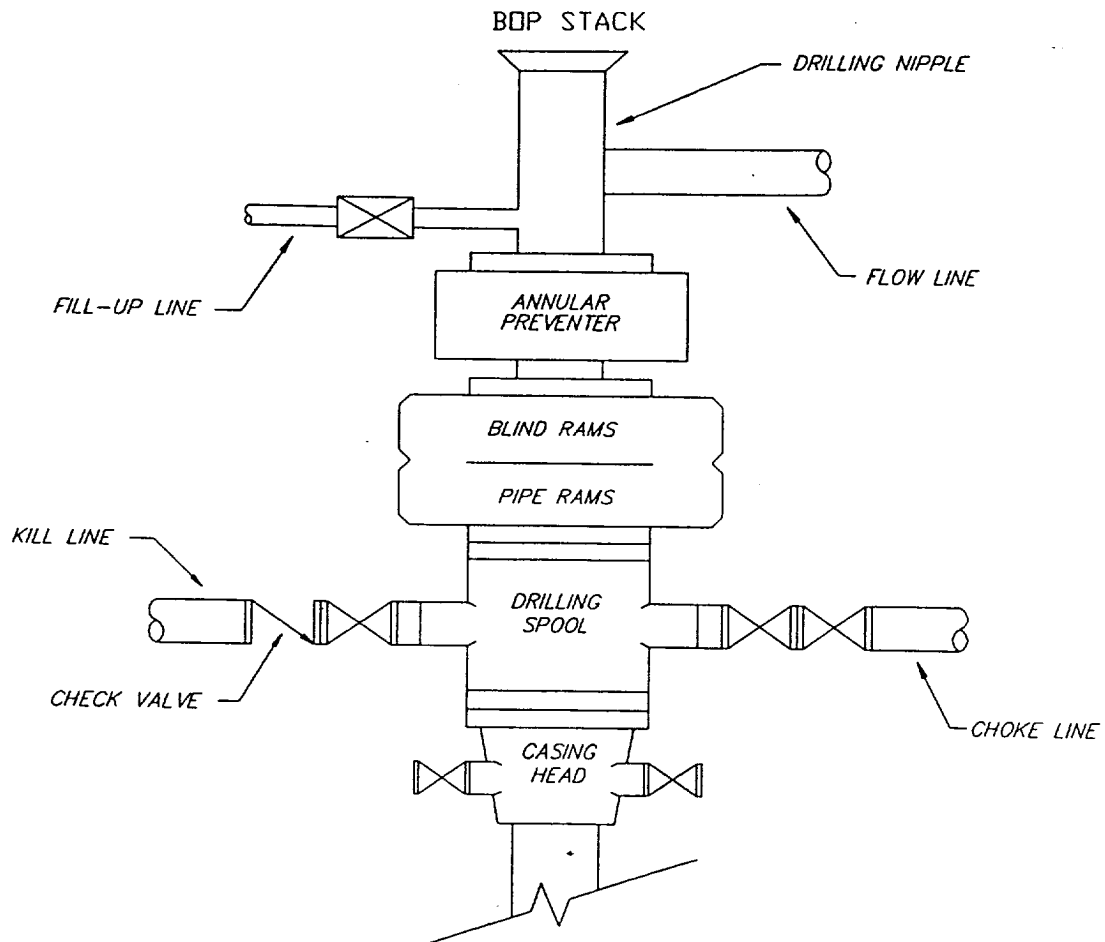 BOP STACK
DRILLING NIPPLE
FLOW LINE
FILL-UP LINE
ANNULAR
PREVENTER
BLIND RAMS
PIPE RAMS
KILL LINE
DRILLING
SPOOL
CHECK VALVE
CHOKE LINE
CASING
HEAD